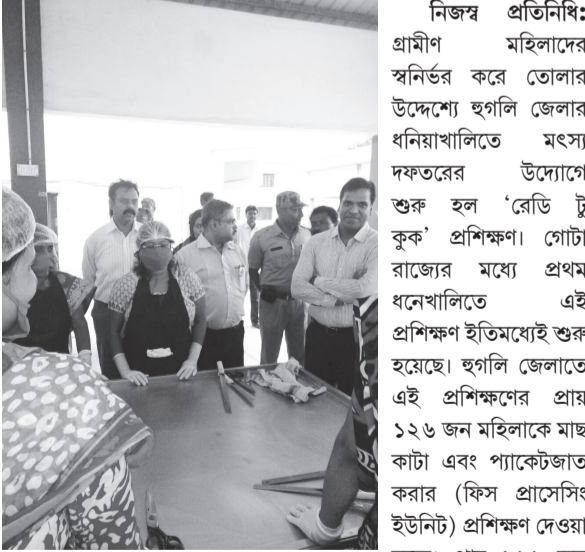 নিজস্ব প্রতিনিধি:
গ্রামীণ মহিলাদের
স্বনির্ভর করে তোলার
উদ্দেশ্যে হুগলি জেলার
ধনিয়াখালিতে মৎস্য
দফতরের উদ্যোগে
শুরু হল ‘রেডি টু
কুক’ প্রশিক্ষণ। গোটা
রাজ্যের মধ্যে প্রথম
ধনেখালিতে এই
প্রশিক্ষণ ইতিমধ্যেই শুরু
হয়েছে। হুগলি জেলাতে
এই প্রশিক্ষণের প্রায়
১২৬ জন মহিলাকে মাছ
কাটা এবং প্যাকেটজাত
করার (ফিস প্রাসেসিং
ইউনিট) প্রশিক্ষণ দেওয়া